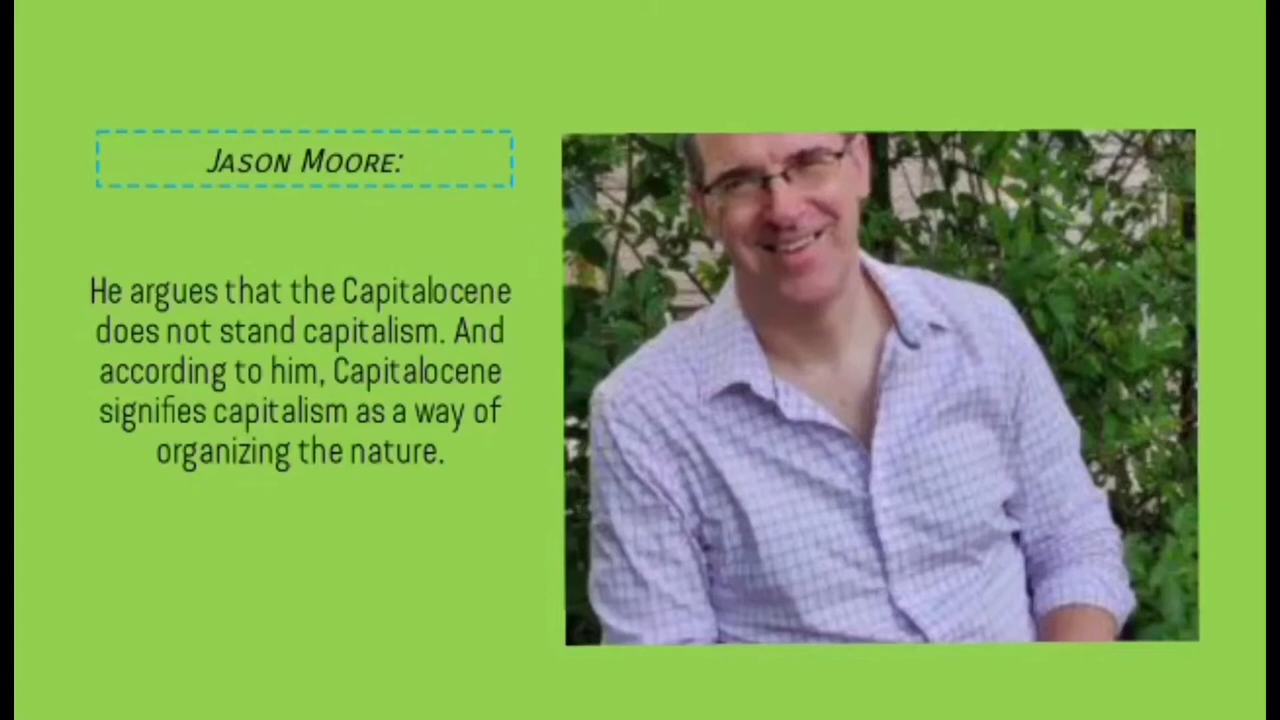 JASON MOORE:
He argues that the Capitalocene
does not stand capitalism. And
according to him, Capitalocene
signifies capitalism as a way of
organizing the nature.